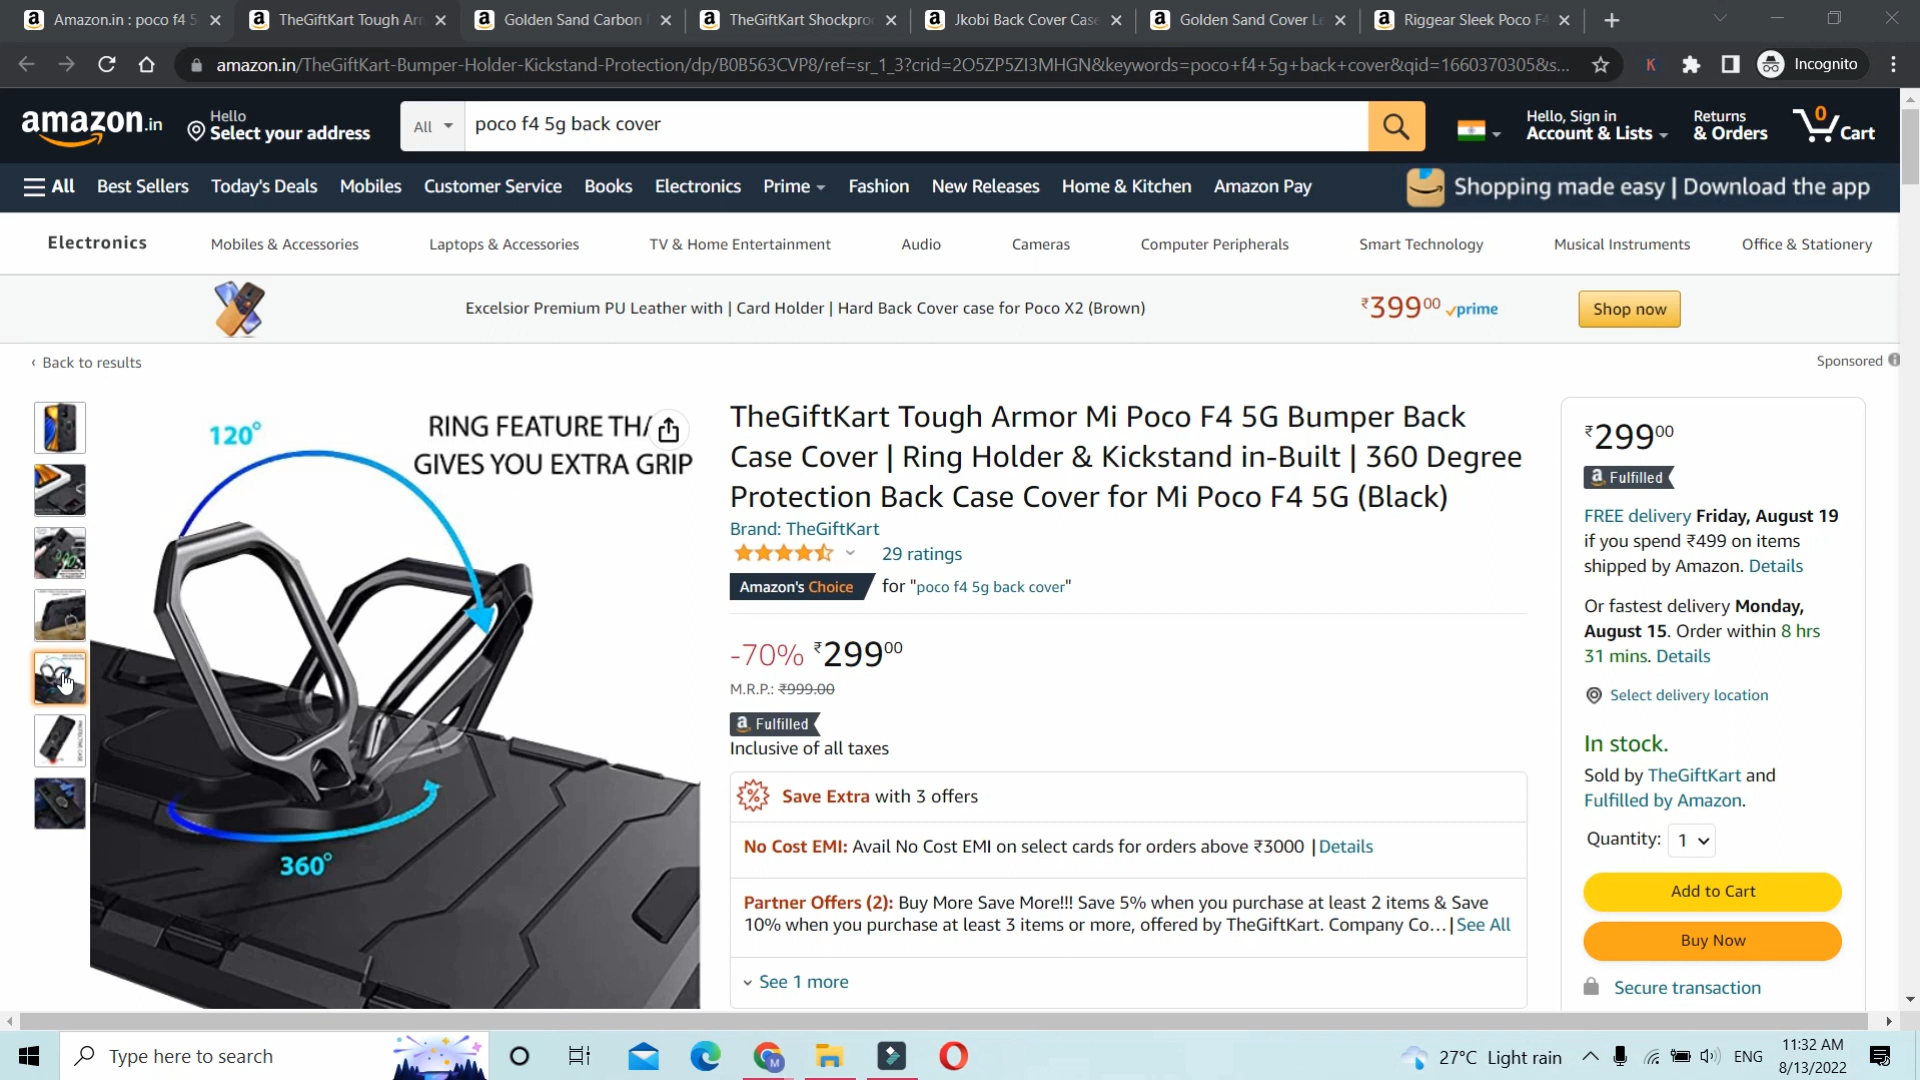 Amazon.in : poco f4 5
TheGiftKart Tough Arr
Golden Sand Carbon
TheGiftKart Shockproo
Jkobi Back Cover Case
Golden Sand Cover Le
Riggear Sleek Poco F4
amazon.in/TheGiftKart-Bumper-Holder-Kickstand-Protection/dp/B0B563CVP8/ref=sr_1_3?crid=2O5ZP5ZI3MHGN&keywords=poco+f4+5g+back+cover&qid=1660370305&s...
K
Incognito
amazon.in
Hello
Select your address
All
poco f4 5g back cover
Hello, Sign in
Account & Lists
Returns
& Orders
0
Cart
All
Best Sellers
Today's Deals
Mobiles
Customer Service
Books
Electronics
Prime
Fashion
New Releases
Home & Kitchen
Amazon Pay
Shopping made easy | Download the app
Electronics
Mobiles & Accessories
Laptops & Accessories
TV & Home Entertainment
Audio
Cameras
Computer Peripherals
Smart Technology
Musical Instruments
Office & Stationery
Excelsior Premium PU Leather with | Card Holder | Hard Back Cover case for Poco X2 (Brown)
₹399 00 prime
Shop now
‹ Back to results
Sponsored
120°
RING FEATURE THA
GIVES YOU EXTRA GRIP
360°
TheGiftKart Tough Armor Mi Poco F4 5G Bumper Back
Case Cover | Ring Holder & Kickstand in-Built | 360 Degree
Protection Back Case Cover for Mi Poco F4 5G (Black)
Brand: TheGiftKart
29 ratings
Amazon's Choice for "poco f4 5g back cover"
-70% ₹299 00
M.R.P.: ₹999.00
a Fulfilled
Inclusive of all taxes
Save Extra with 3 offers
No Cost EMI: Avail No Cost EMI on select cards for orders above ₹3000 | Details
Partner Offers (2): Buy More Save More!!! Save 5% when you purchase at least 2 items & Save
10% when you purchase at least 3 items or more, offered by TheGiftKart. Company Co... | See All
See 1 more
₹299 00
a Fulfilled
FREE delivery Friday, August 19
if you spend ₹499 on items
shipped by Amazon. Details
Or fastest delivery Monday,
August 15. Order within 8 hrs
31 mins. Details
Select delivery location
In stock.
Sold by TheGiftKart and
Fulfilled by Amazon.
Quantity: 1
Add to Cart
Buy Now
Secure transaction
Type here to search
M
27°C Light rain
ENG
11:32 AM
8/13/2022